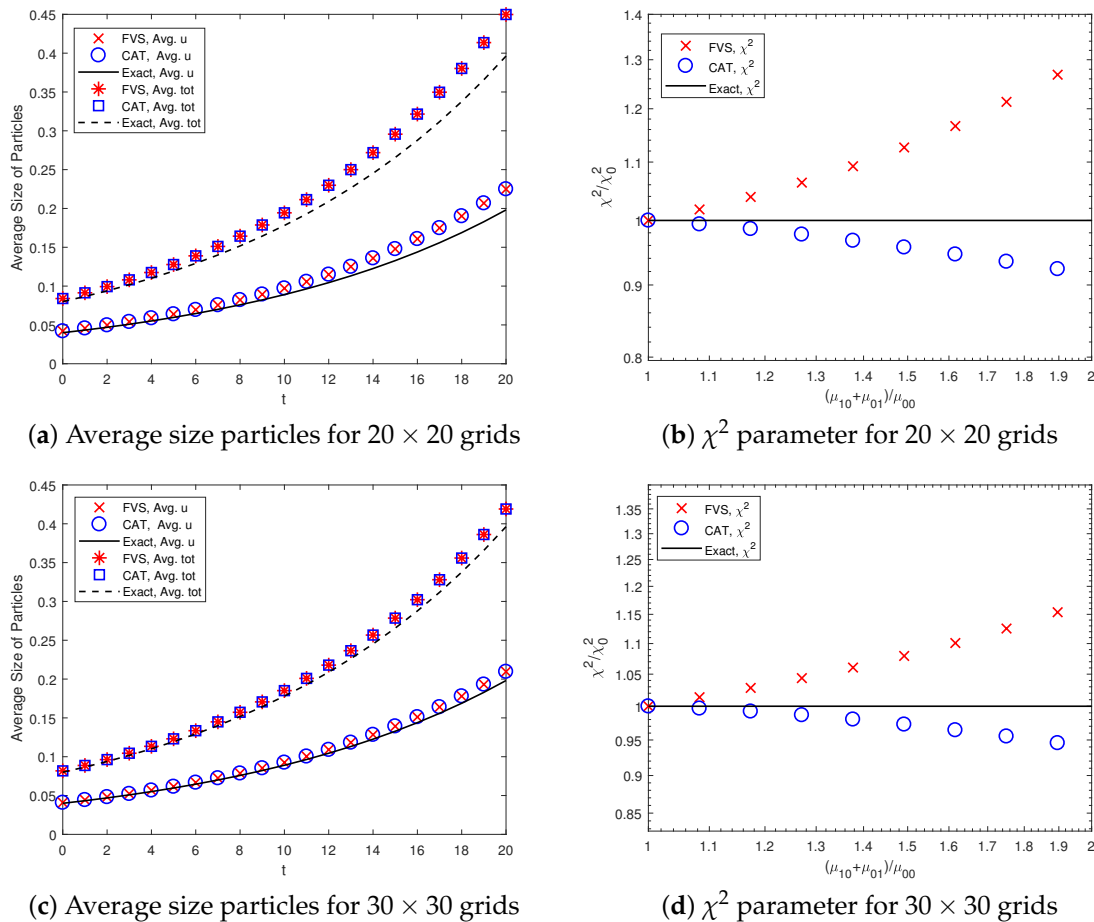 0.45
0.4
0.35
0.3
0.25
0.2
0.15
0.1
0.05
0
Average Size of Particles
FVS, Avg. u
CAT, Avg. u
Exact, Avg. u
FVS, Avg. tot
CAT, Avg. tot
Exact, Avg. tot
0 2 4 6 8 10 12 14 16 18 20
t
(a) Average size particles for 20 × 20 grids
1.4
1.3
1.2
1.1
1
0.9
0.8
χ²/χ₀²
FVS, χ²
CAT, χ²
Exact, χ²
1 1.1 1.2 1.3 1.4 1.5 1.6 1.7 1.8 1.9 2
(μ₁₀+μ₀₁)/μ₀₀
(b) χ² parameter for 20 × 20 grids
0.45
0.4
0.35
0.3
0.25
0.2
0.15
0.1
0.05
0
Average Size of Particles
FVS, Avg. u
CAT, Avg. u
Exact, Avg. u
FVS, Avg. tot
CAT, Avg. tot
Exact, Avg. tot
0 2 4 6 8 10 12 14 16 18 20
t
(c) Average size particles for 30 × 30 grids
1.35
1.3
1.25
1.2
1.15
1.1
1.05
1
0.95
0.9
0.85
χ²/χ₀²
FVS, χ²
CAT, χ²
Exact, χ²
1 1.1 1.2 1.3 1.4 1.5 1.6 1.7 1.8 1.9 2
(μ₁₀+μ₀₁)/μ₀₀
(d) χ² parameter for 30 × 30 grids